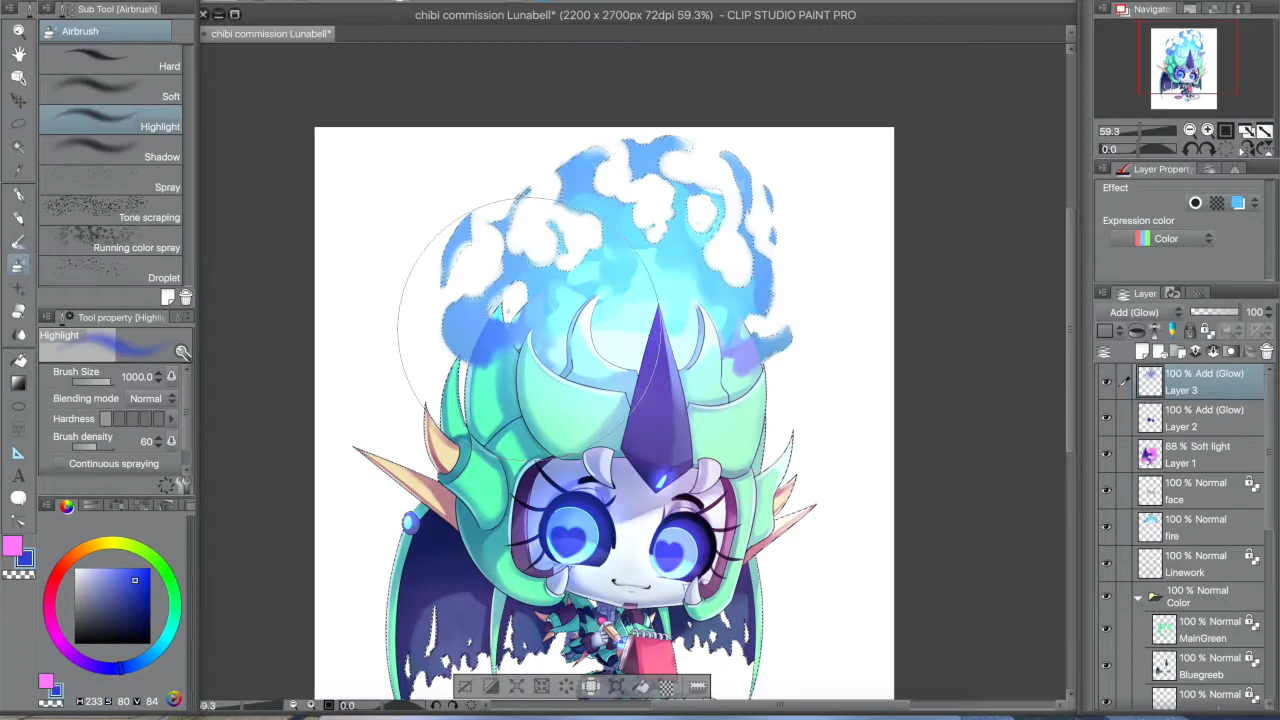 Sub Tool [Airbrush]
chibi commission Lunabell* (2200 x 2700px 72dpi 59.3%) - CLIP STUDIO PAINT PRO
Navigato
Airbrush
chibi commission Lunabell*
Hard
Soft
Highlight
Shadow
Spray
Tone scraping
Running color spray
Droplet
Tool property [Highlig
Highlight
Brush Size 1000.0
Blending mode Normal
Hardness
Brush density 60
Continuous spraying
H 233 S 80 V 84
59.3
0.0
Layer Propert
Effect
Expression color
Color
Layer
Add (Glow) 100
100 % Add (Glow)
Layer 3
100 % Add (Glow)
Layer 2
88 % Soft light
Layer 1
100 % Normal
face
100 % Normal
fire
100 % Normal
Linework
100 % Normal
Color
100 % Normal
MainGreen
100 % Normal
Bluegreeb
100 % Normal
9.3
0.0